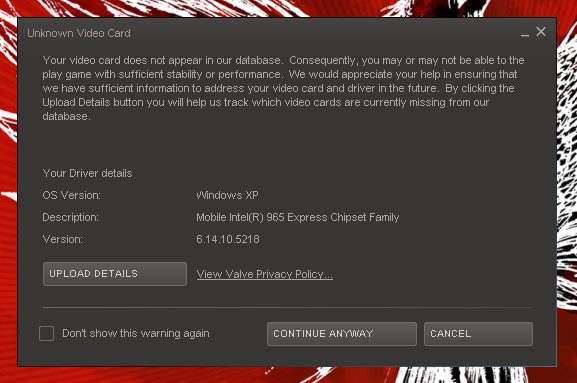 Unknown Video Card
Your video card does not appear in our database.  Consequently, you may or may not be able to the
play game with sufficient stability or performance.  We would appreciate your help in ensuring that
we have sufficient information to address your video card and driver in the future.  By clicking the
Upload Details button you will help us track which video cards are currently missing from our
database.
Your Driver details
OS Version: Windows XP
Description: Mobile Intel(R) 965 Express Chipset Family
Version: 6.14.10.5218
UPLOAD DETAILS View Valve Privacy Policy...
Don't show this warning again CONTINUE ANYWAY CANCEL